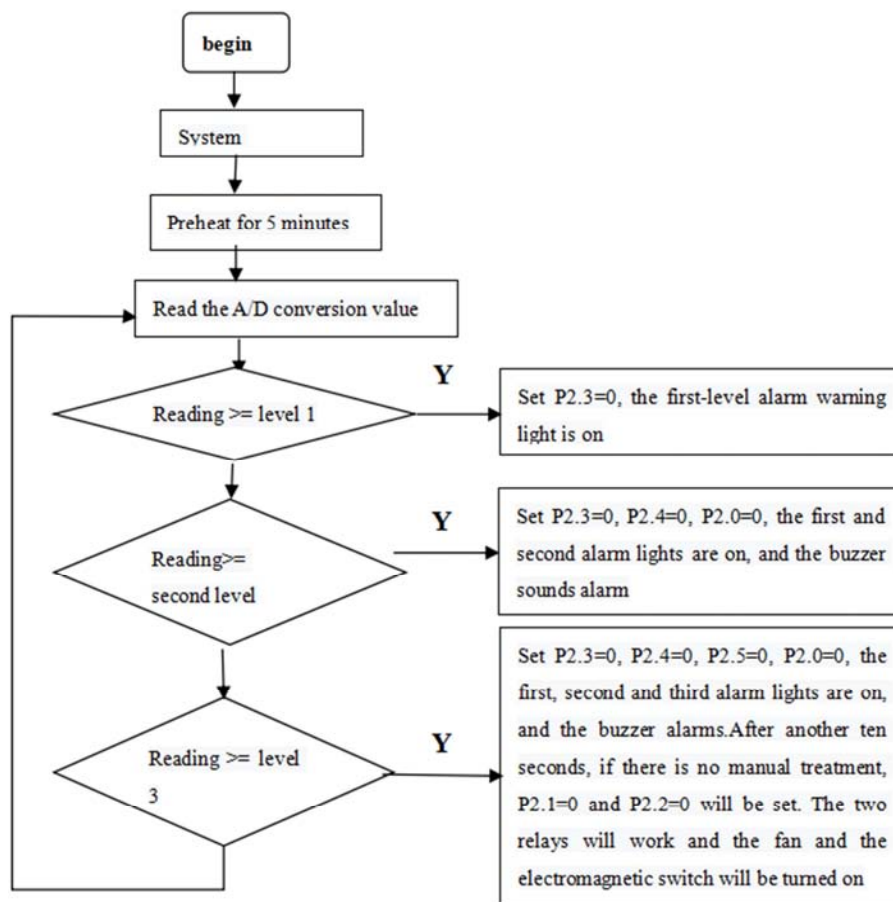 begin
System
Preheat for 5 minutes
Read the A/D conversion value
Reading >= level 1
Y
Set P2.3=0, the first-level alarm warning
light is on
Reading>=
second level
Y
Set P2.3=0, P2.4=0, P2.0=0, the first and
second alarm lights are on, and the buzzer
sounds alarm
Reading >= level
3
Y
Set P2.3=0, P2.4=0, P2.5=0, P2.0=0, the
first, second and third alarm lights are on,
and the buzzer alarms.After another ten
seconds, if there is no manual treatment,
P2.1=0 and P2.2=0 will be set. The two
relays will work and the fan and the
electromagnetic switch will be turned on